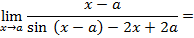 lim x→a (x − a) / (sin (x − a) − 2x + 2a) =